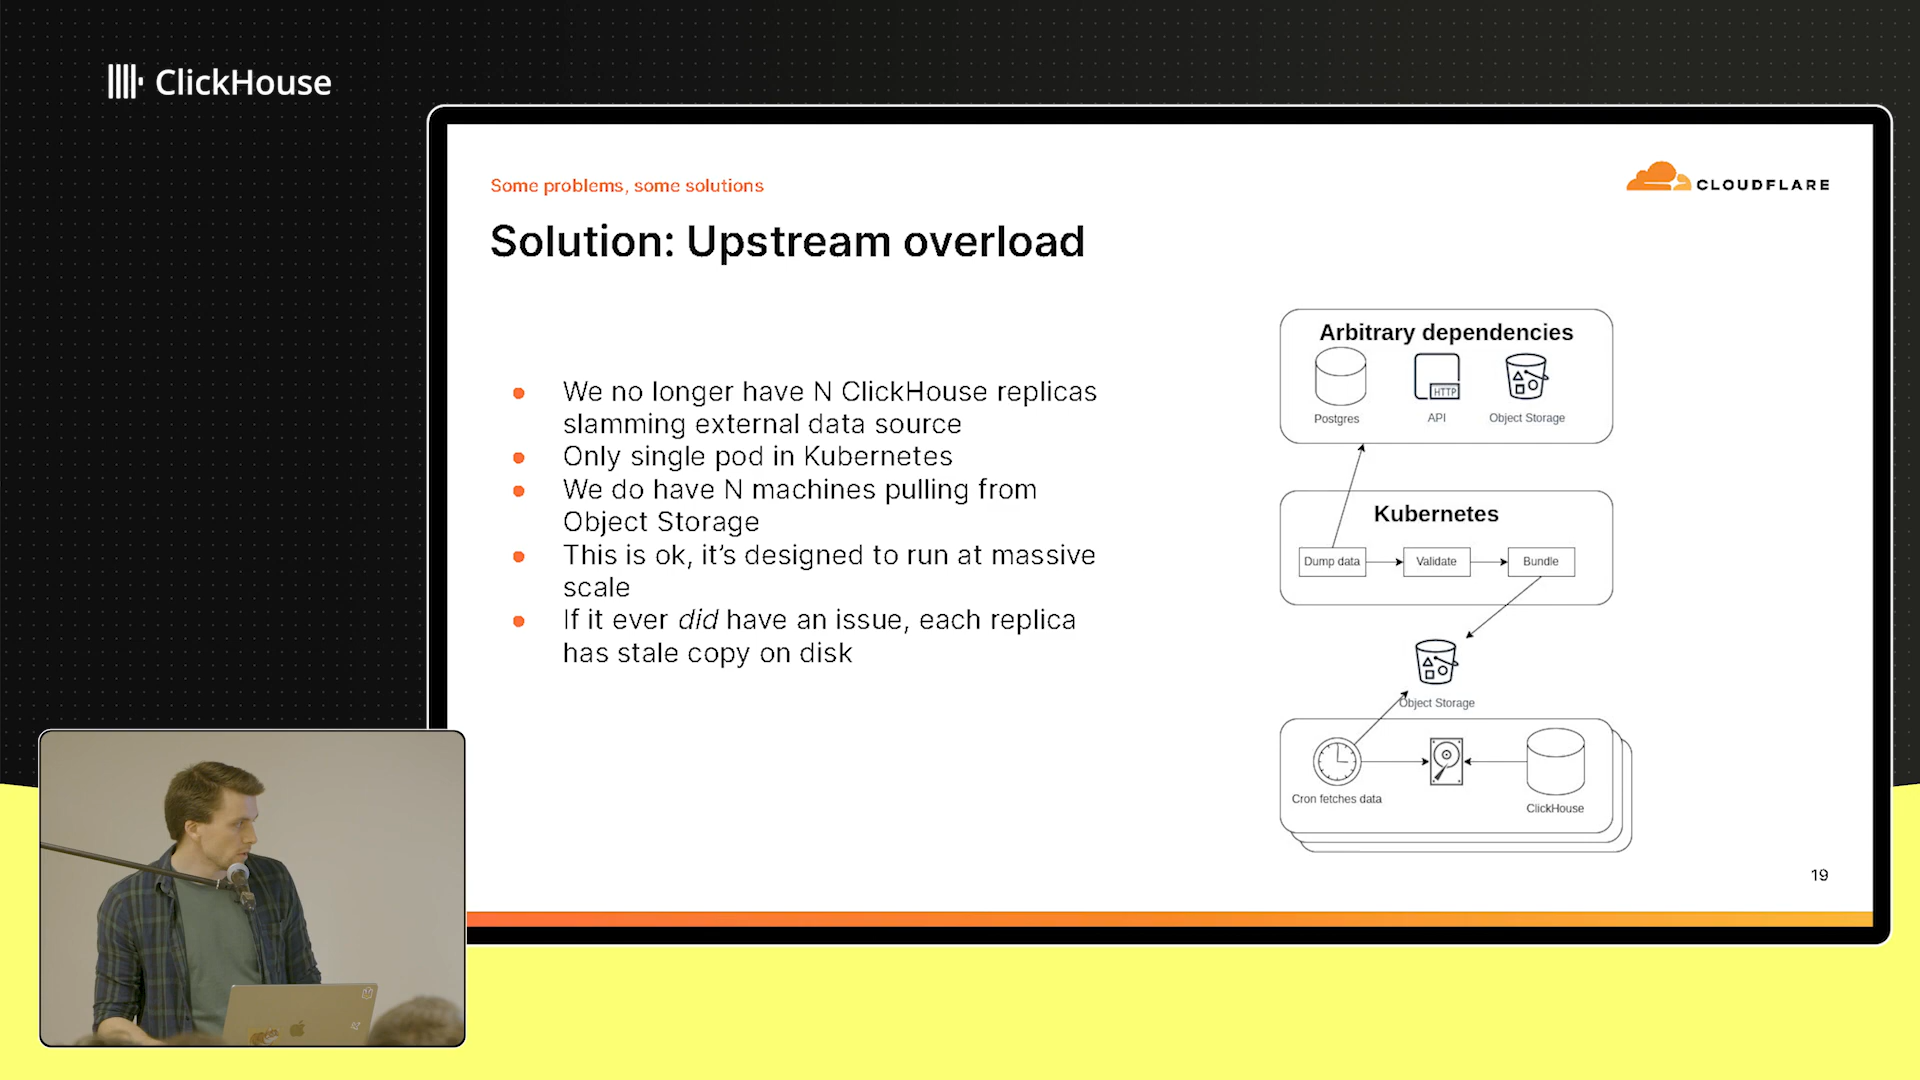 ClickHouse
Some problems, some solutions
CLOUDFLARE
Solution: Upstream overload
We no longer have N ClickHouse replicas
slamming external data source
Only single pod in Kubernetes
We do have N machines pulling from
Object Storage
This is ok, it’s designed to run at massive
scale
If it ever did have an issue, each replica
has stale copy on disk
Arbitrary dependencies
HTTP
Postgres
API
Object Storage
Kubernetes
Dump data
Validate
Bundle
Object Storage
Cron fetches data
ClickHouse
19